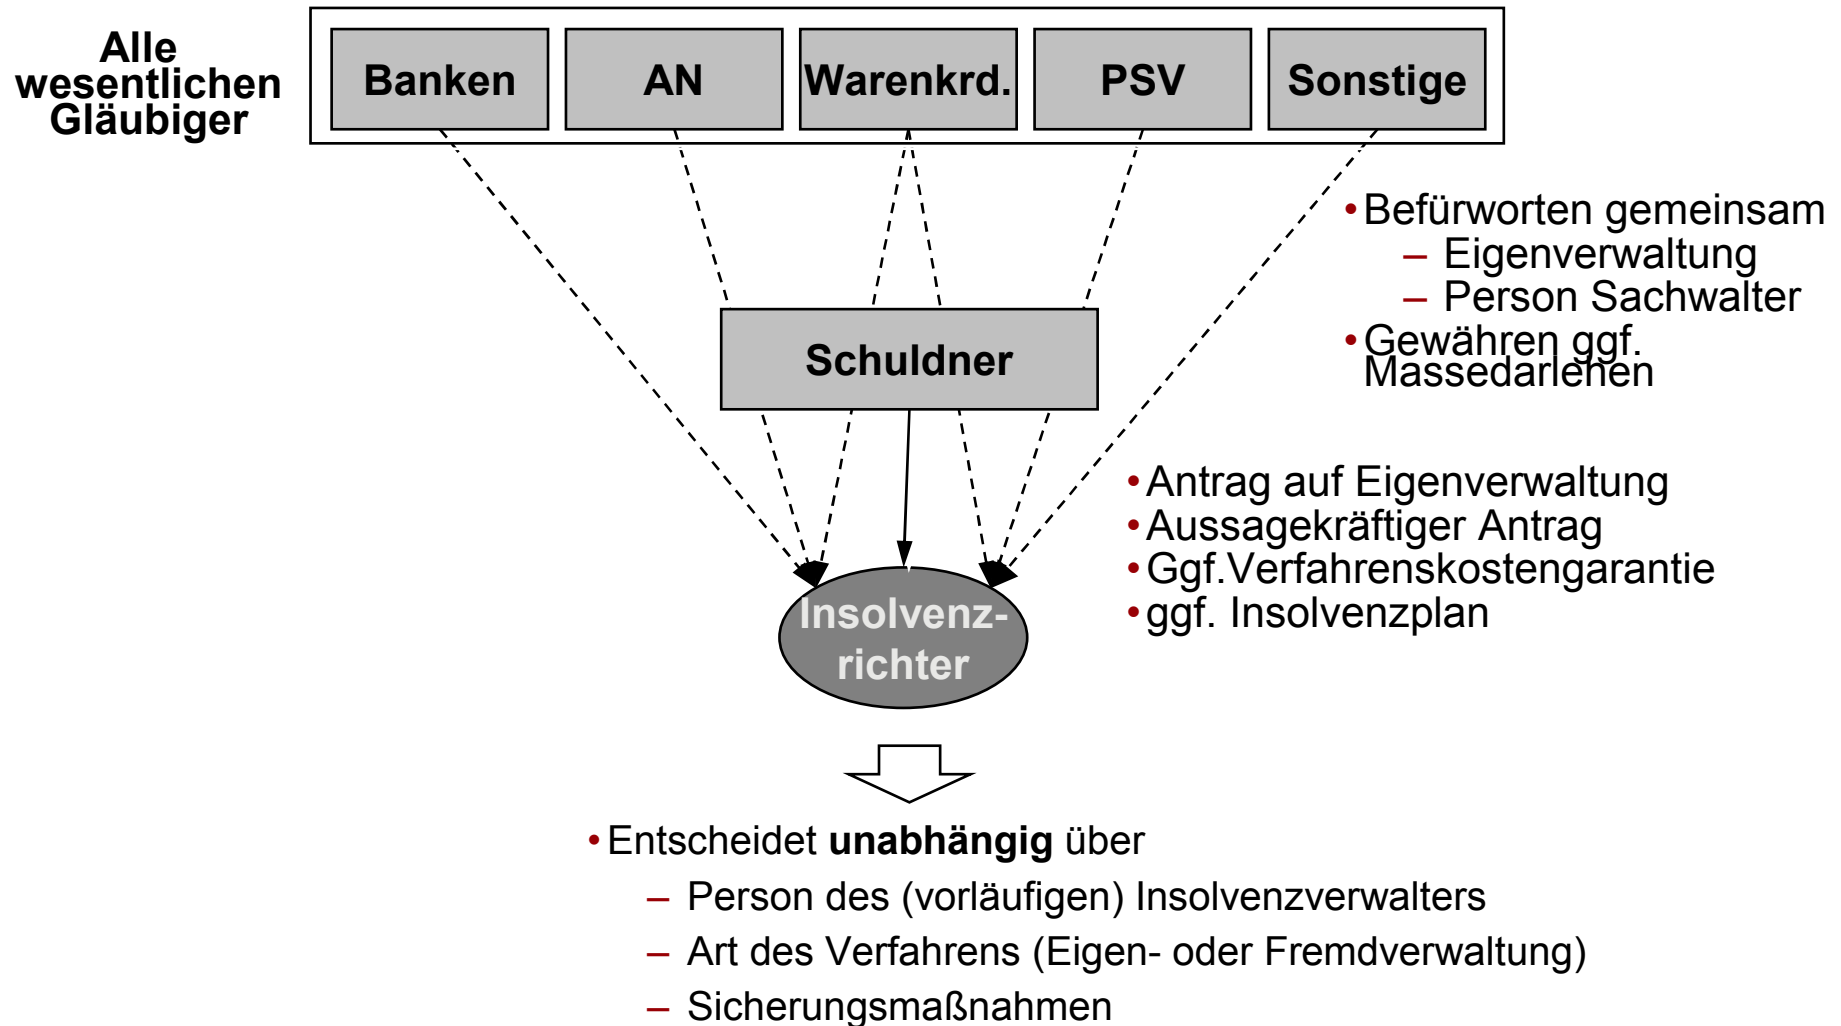 Alle
wesentlichen
Gläubiger
Banken
AN
Warenkrd.
PSV
Sonstige
•Befürworten gemeinsam
– Eigenverwaltung
– Person Sachwalter
•Gewähren ggf.
Massedarlehen
Schuldner
•Antrag auf Eigenverwaltung
•Aussagekräftiger Antrag
•Ggf.Verfahrenskostengarantie
•ggf. Insolvenzplan
Insolvenz-
richter
•Entscheidet unabhängig über
– Person des (vorläufigen) Insolvenzverwalters
– Art des Verfahrens (Eigen- oder Fremdverwaltung)
– Sicherungsmaßnahmen